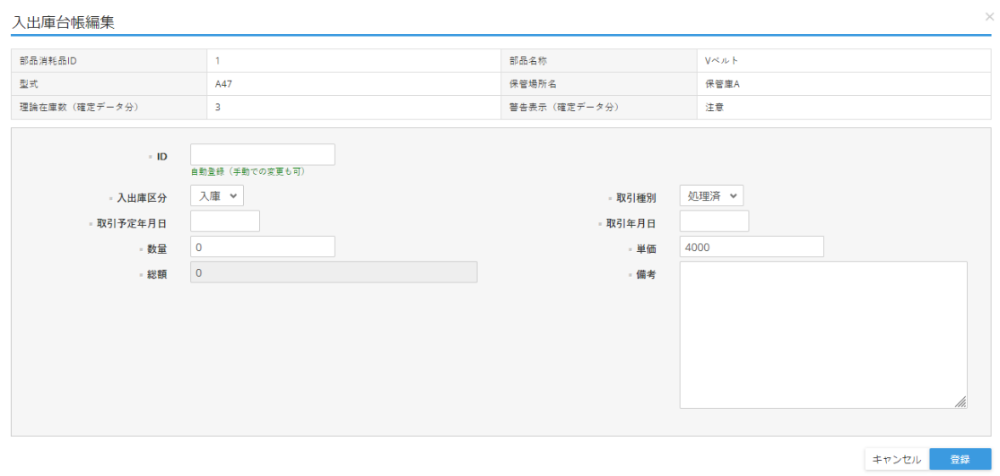 入出庫台帳編集
×
部品消耗品ID 1 部品名称 Vベルト
型式 A47 保管場所名 保管庫A
理論在庫数（確定データ分） 3 警告表示（確定データ分） 注意
ID
自動登録（手動での変更も可）
入出庫区分 入庫 取引種別 処理済
取引予定年月日 取引年月日
数量 0 単価 4000
総額 0 備考
キャンセル 登録